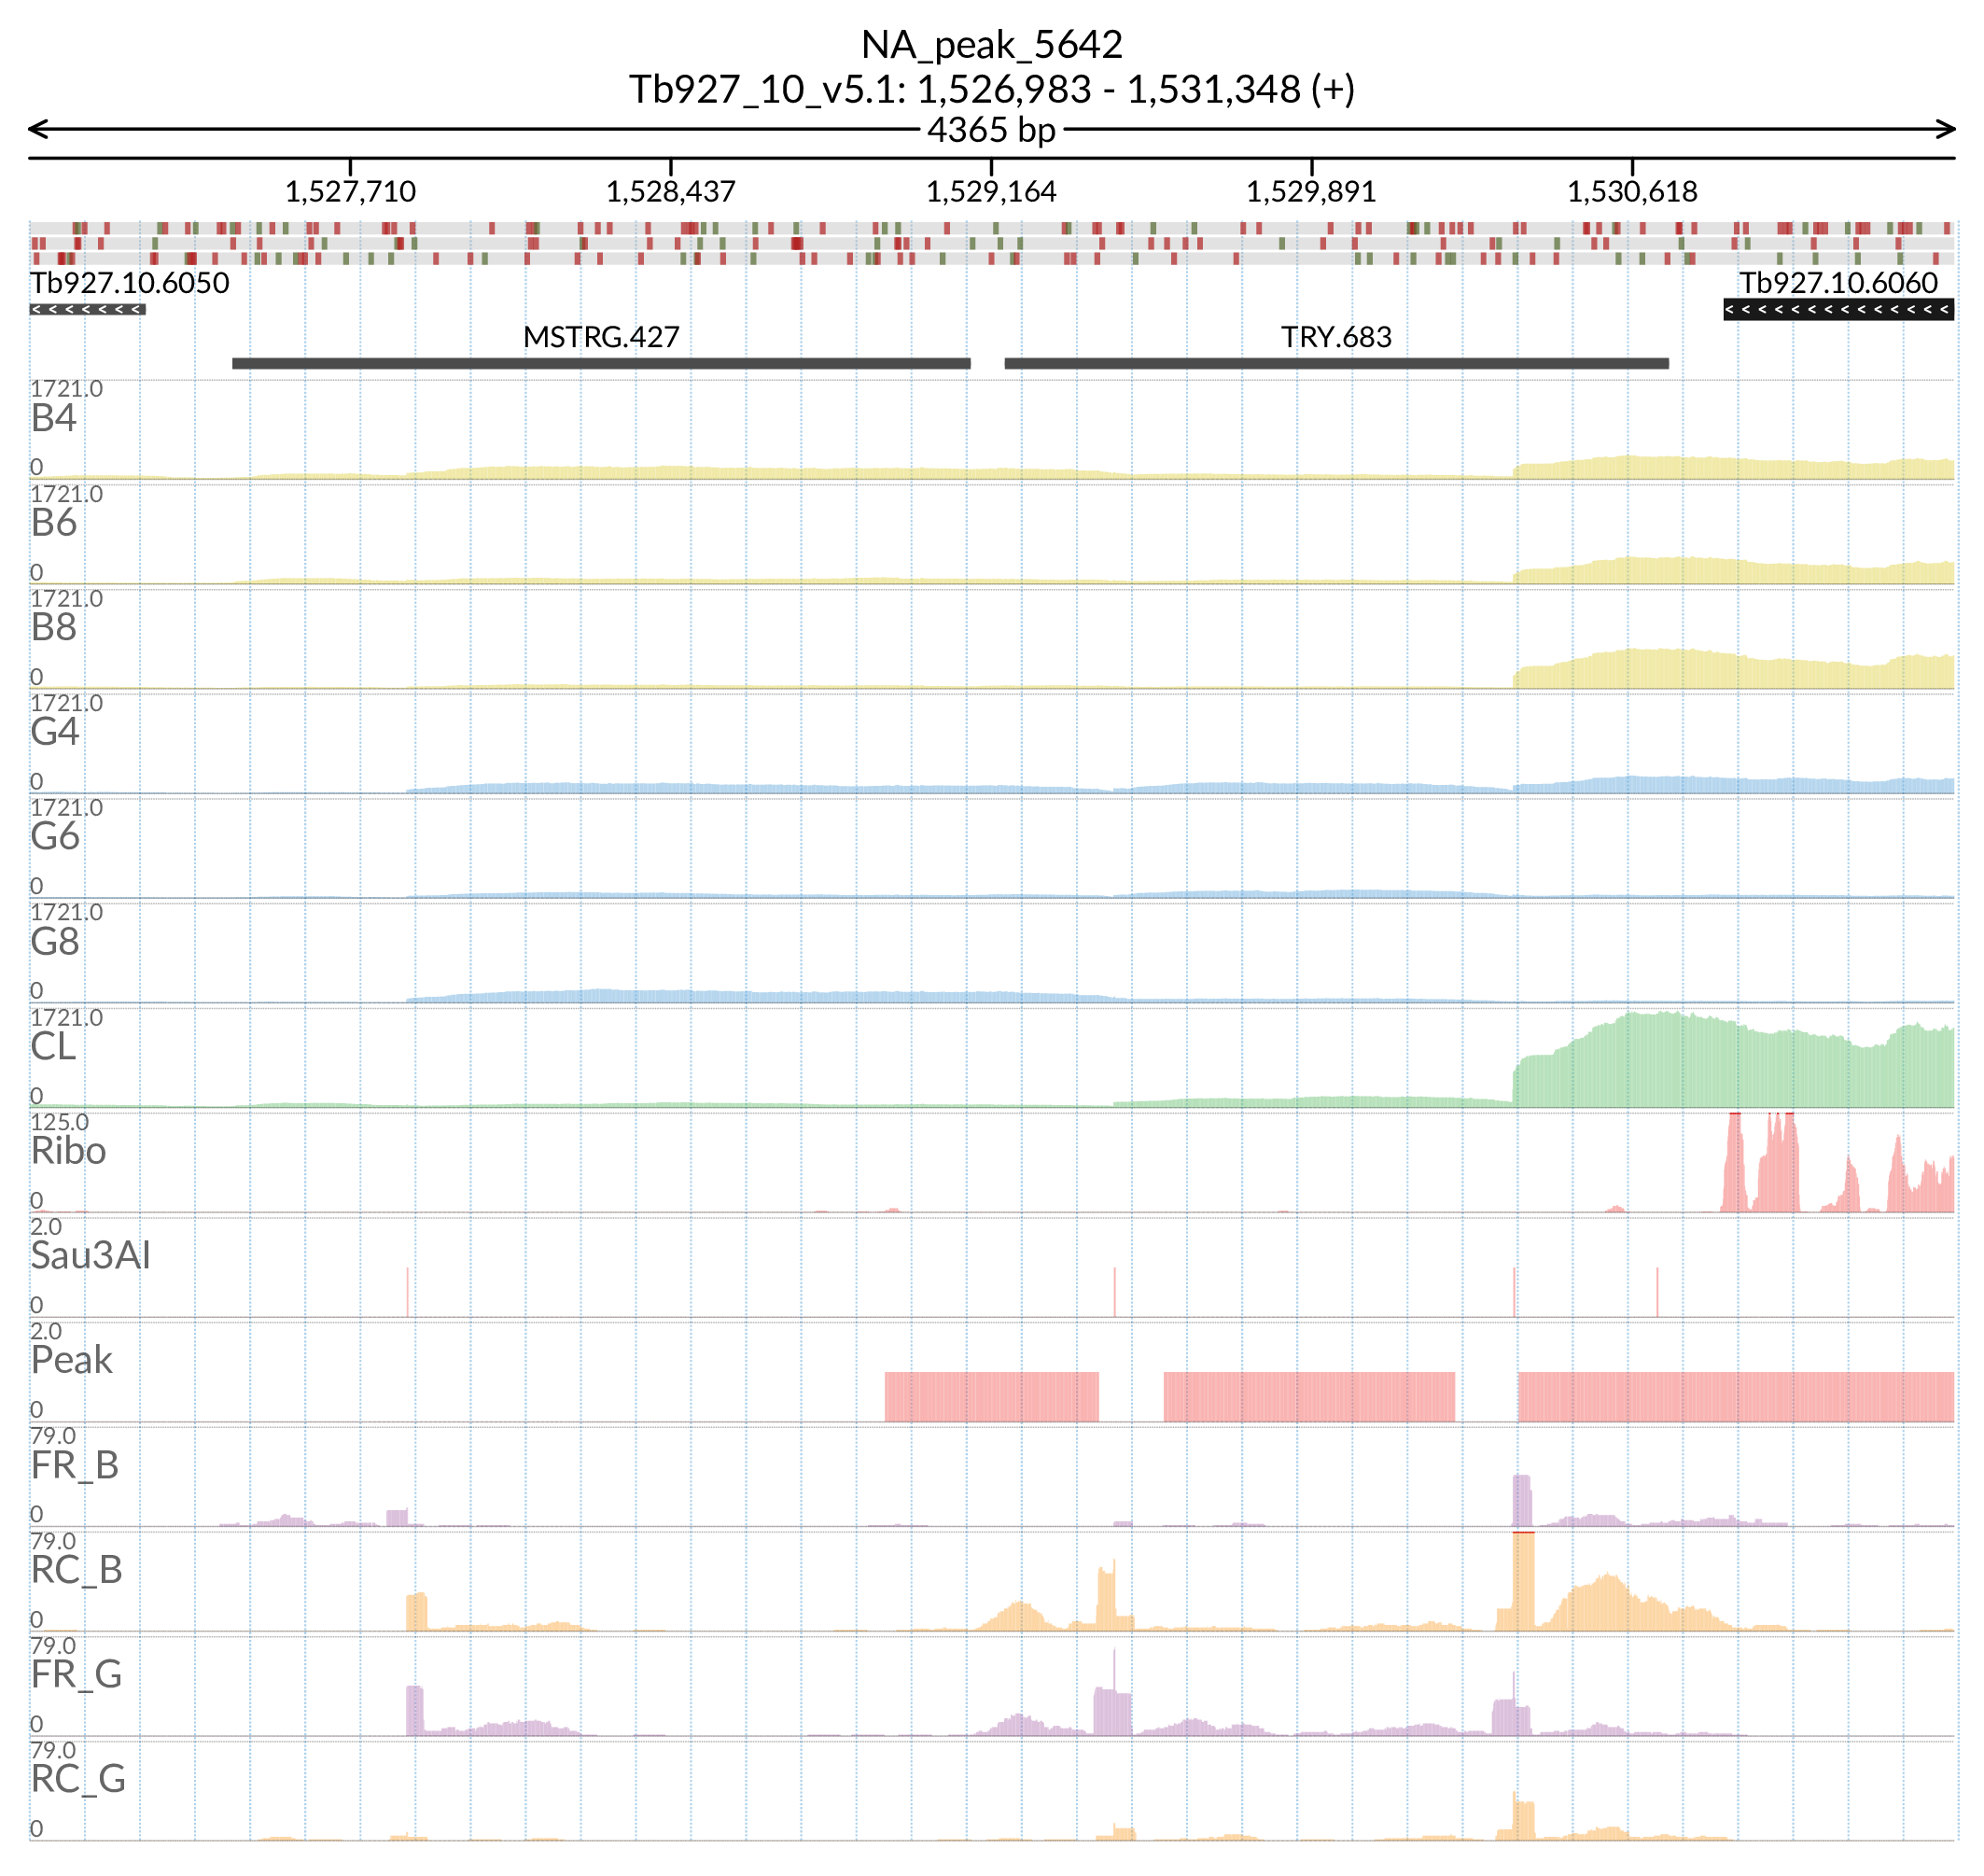 NA_peak_5642
Tb927_10_v5.1: 1,526,983 - 1,531,348 (+)
4365 bp
1,527,710 1,528,437 1,529,164 1,529,891 1,530,618
Tb927.10.6050 Tb927.10.6060
MSTRG.427 TRY.683
1721.0
B4
0
1721.0
B6
0
1721.0
B8
0
1721.0
G4
0
1721.0
G6
0
1721.0
G8
0
1721.0
CL
0
125.0
Ribo
0
2.0
Sau3AI
0
2.0
Peak
0
79.0
FR_B
0
79.0
RC_B
0
79.0
FR_G
0
79.0
RC_G
0